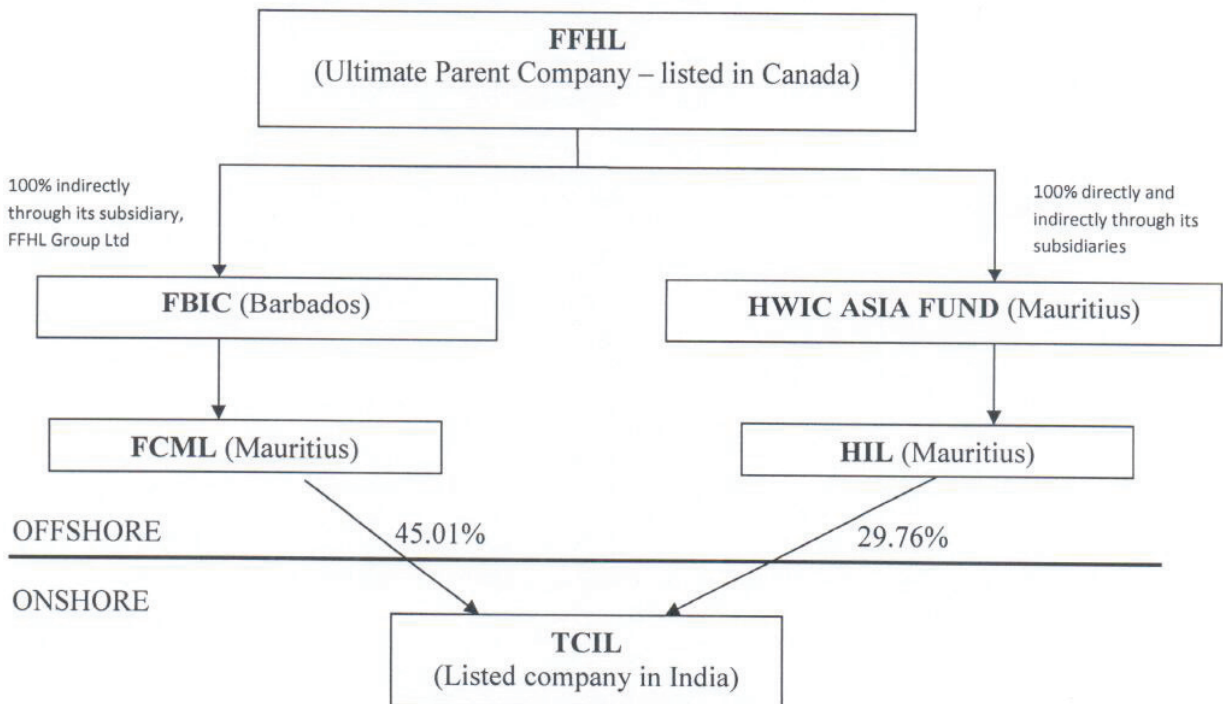 FFHL
(Ultimate Parent Company – listed in Canada)
100% indirectly
through its subsidiary,
FFHL Group Ltd
100% directly and
indirectly through its
subsidiaries
FBIC (Barbados)
HWIC ASIA FUND (Mauritius)
FCML (Mauritius)
HIL (Mauritius)
OFFSHORE
45.01%
29.76%
ONSHORE
TCIL
(Listed company in India)